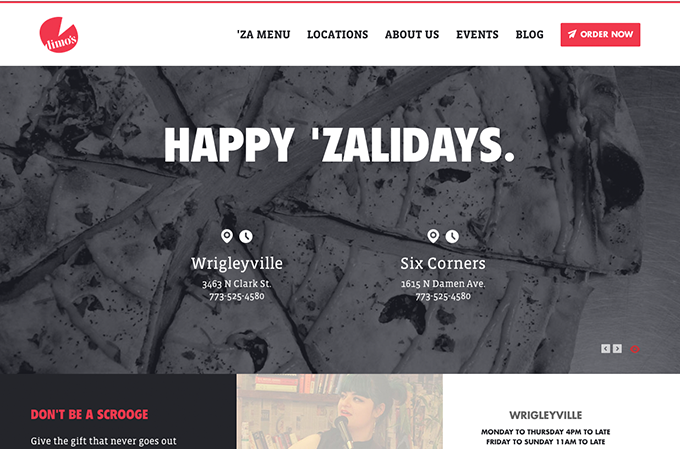 dimo's
'ZA MENU
LOCATIONS
ABOUT US
EVENTS
BLOG
ORDER NOW
HAPPY 'ZALIDAYS.
Wrigleyville
3463 N Clark St.
773-525-4580
Six Corners
1615 N Damen Ave.
773-525-4580
DON'T BE A SCROOGE
Give the gift that never goes out
WRIGLEYVILLE
MONDAY TO THURSDAY 4PM TO LATE
FRIDAY TO SUNDAY 11AM TO LATE